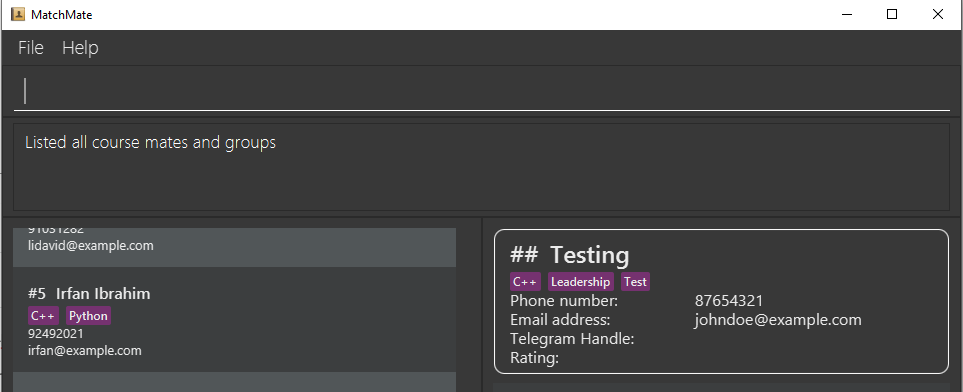 MatchMate
File Help
Listed all course mates and groups
91031282
lidavid@example.com
#5 Irfan Ibrahim
C++ Python
92492021
irfan@example.com
## Testing
C++ Leadership Test
Phone number: 87654321
Email address: johndoe@example.com
Telegram Handle:
Rating: